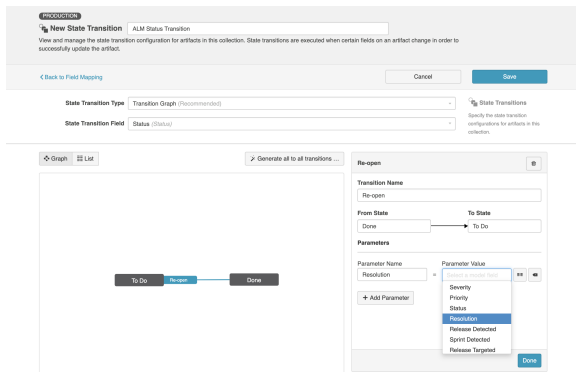 PRODUCTION
New State Transition
ALM Status Transition
View and manage the state transition configuration for artifacts in this collection. State transitions are executed when certain fields on an artifact change in order to
successfully update the artifact.
Back to Field Mapping
Cancel
Save
State Transition Type
Transition Graph (Recommended)
State Transition Field
Status (Status)
State Transitions
Specify the state transition
configurations for artifacts in this
collection.
Graph
List
Generate all to all transitions ...
To Do
Re-open
Done
Re-open
Transition Name
Re-open
From State
To State
Done
To Do
Parameters
Parameter Name
Parameter Value
Resolution
=
Select a model field
+ Add Parameter
Severity
Priority
Status
Resolution
Release Detected
Sprint Detected
Release Targeted
Done